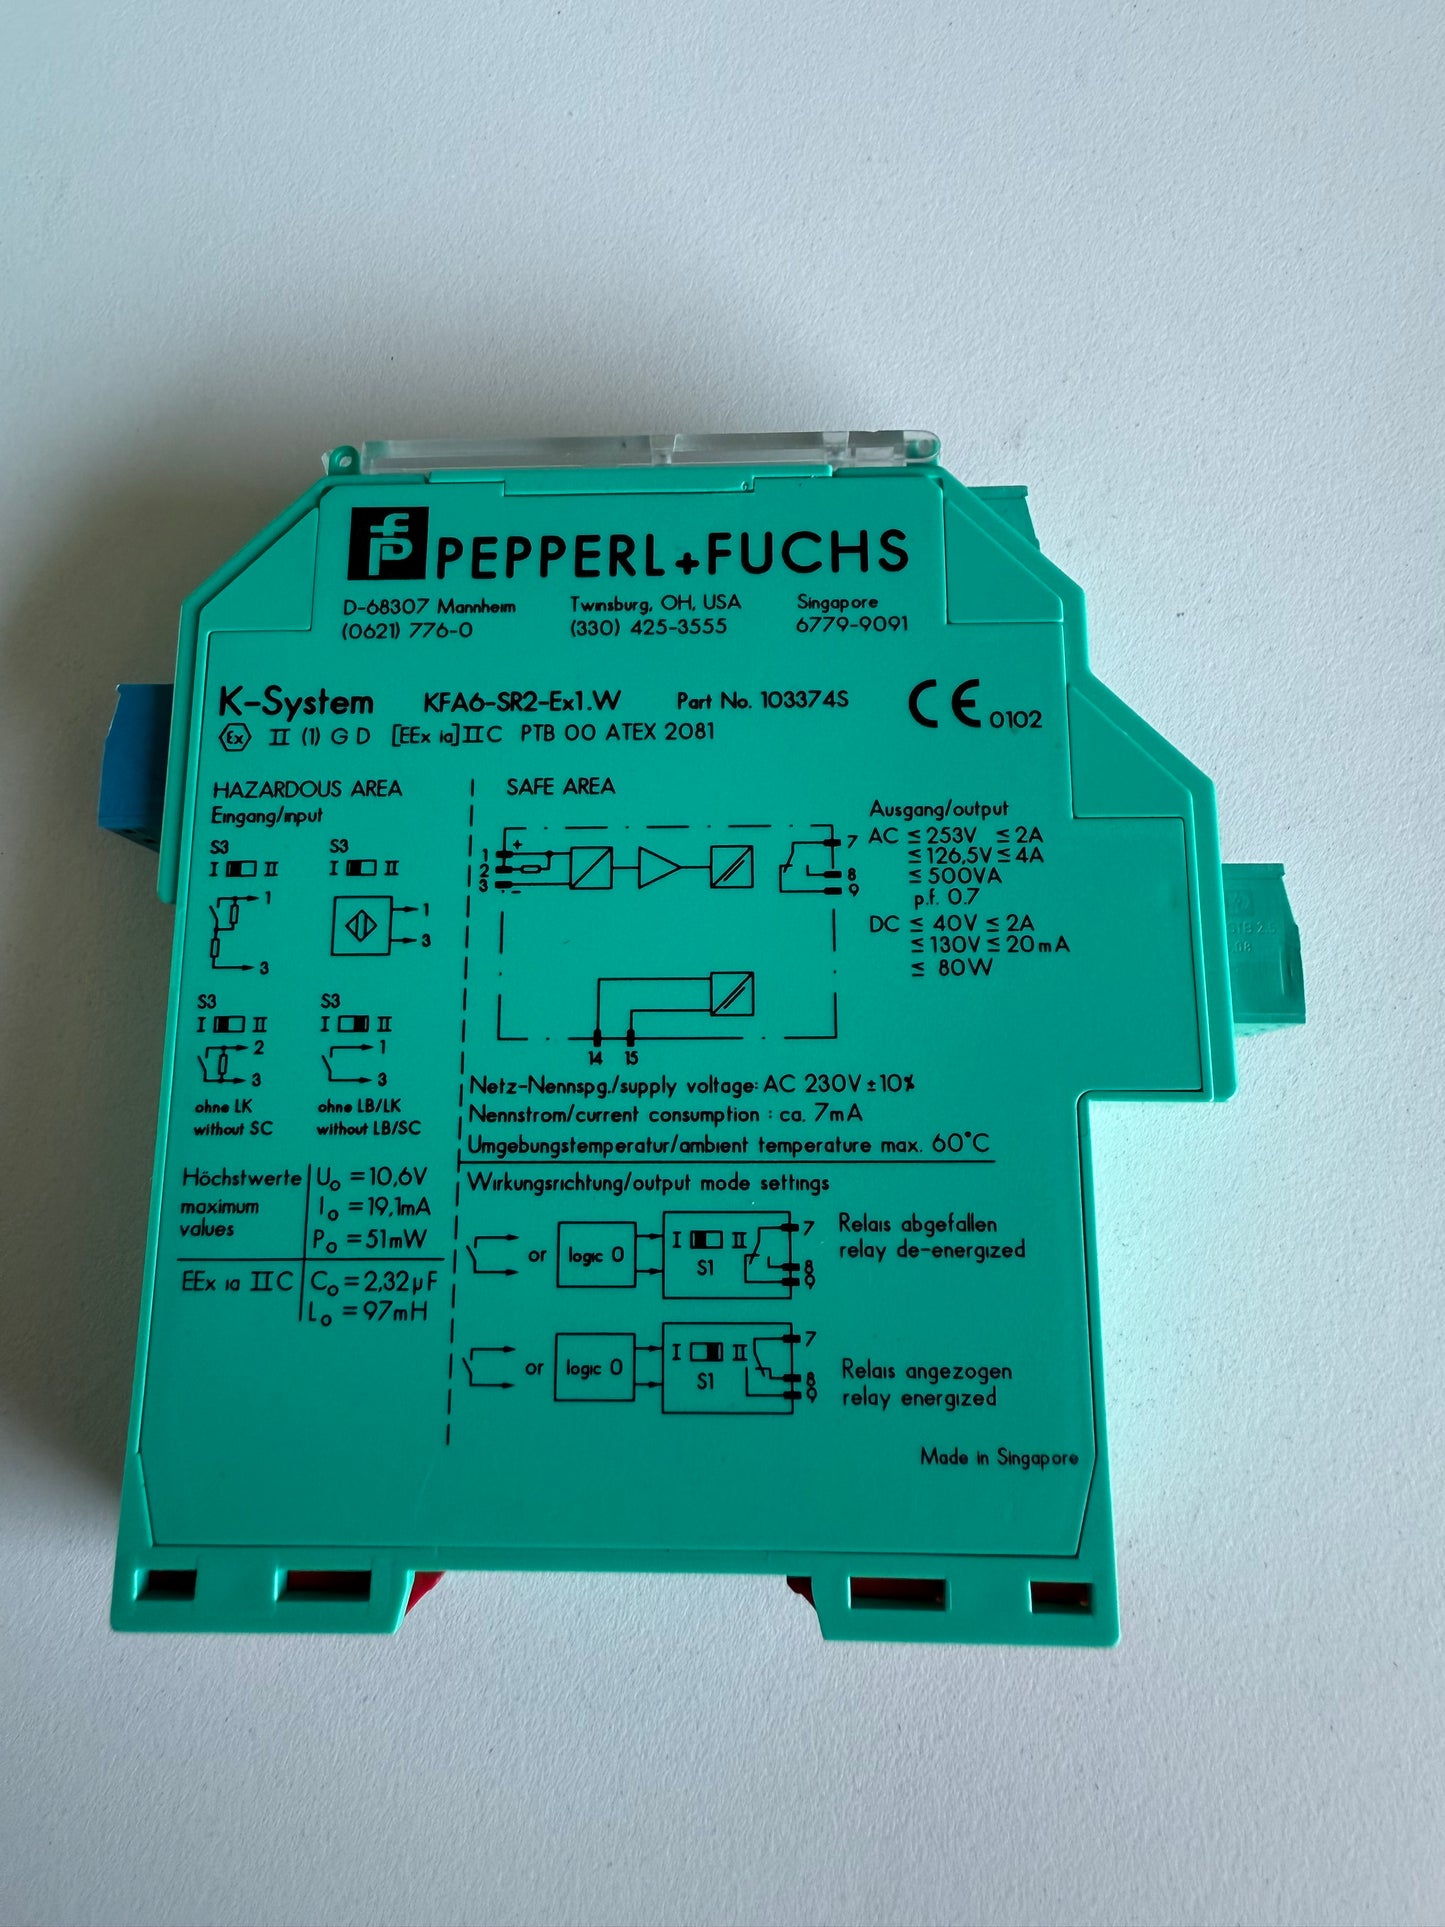 PEPPERL+FUCHS
D-68307 Mannheim Twinsburg, OH, USA Singapore
(0621) 776-0 (330) 425-3555 6779-9091
K-System KFA6-SR2-Ex1.W Part No. 103374S CE 0102
Ex II (1) G D [EEx ia] IIC PTB 00 ATEX 2081
HAZARDOUS AREA
Eingang/input
S3 S3
I II I II
1
3
1
3
S3 S3
I II I II
2
3
1
3
ohne LK ohne LB/LK
without SC without LB/SC
Höchstwerte
maximum
values
Uo = 10,6V
Io = 19,1mA
Po = 51mW
EEx ia IIC
Co = 2,32µF
Lo = 97mH
SAFE AREA
1 +
2
3 -
7
8
9
14 15
Ausgang/output
AC ≤ 253V ≤ 2A
≤ 126,5V ≤ 4A
≤ 500VA
p.f. 0.7
DC ≤ 40V ≤ 2A
≤ 130V ≤ 20mA
≤ 80W
Netz-Nennspg./supply voltage: AC 230V ± 10%
Nennstrom/current consumption : ca. 7mA
Umgebungstemperatur/ambient temperature max. 60°C
Wirkungsrichtung/output mode settings
or logic 0 I II S1 7 8 9
Relais abgefallen
relay de-energized
or logic 0 I II S1 7 8 9
Relais angezogen
relay energized
Made in Singapore